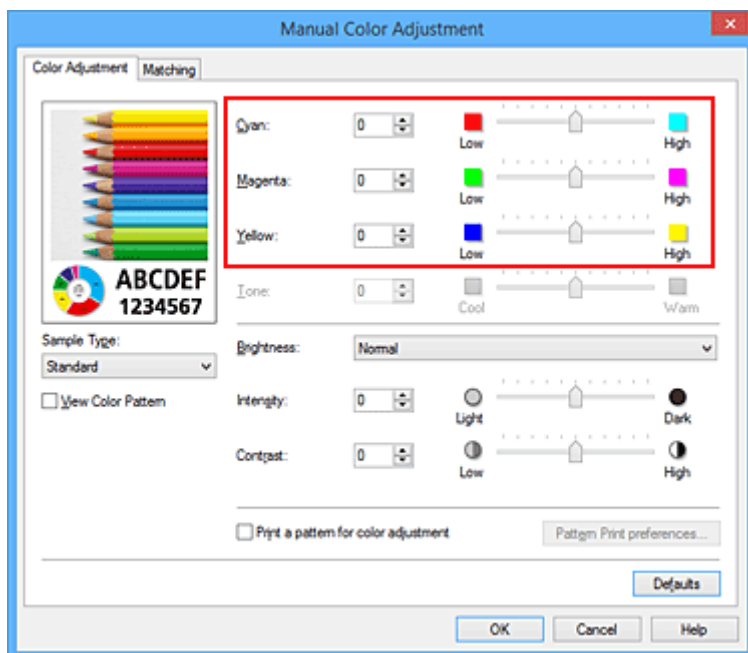 Manual Color Adjustment
Color Adjustment Matching
ABCDEF
1234567
Sample Type:
Standard
View Color Pattern
Cyan: 0 Low High
Magenta: 0 Low High
Yellow: 0 Low High
Tone: 0 Cool Warm
Brightness: Normal
Intensity: 0 Light Dark
Contrast: 0 Low High
Print a pattern for color adjustment Pattern Print preferences...
Defaults
OK Cancel Help